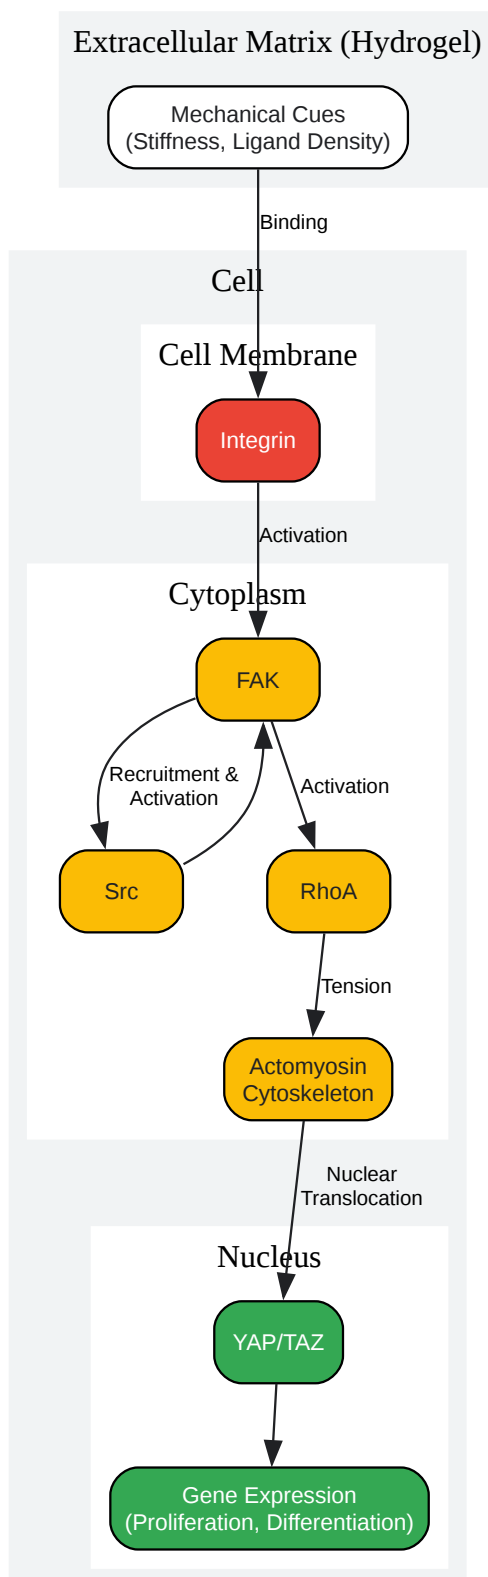 Extracellular Matrix (Hydrogel)
Mechanical Cues
(Stiffness, Ligand Density)
Binding
Cell
Cell Membrane
Integrin
Activation
Cytoplasm
FAK
Recruitment &
Activation
Activation
Src
RhoA
Tension
Actomyosin
Cytoskeleton
Nuclear
Translocation
Nucleus
YAP/TAZ
Gene Expression
(Proliferation, Differentiation)